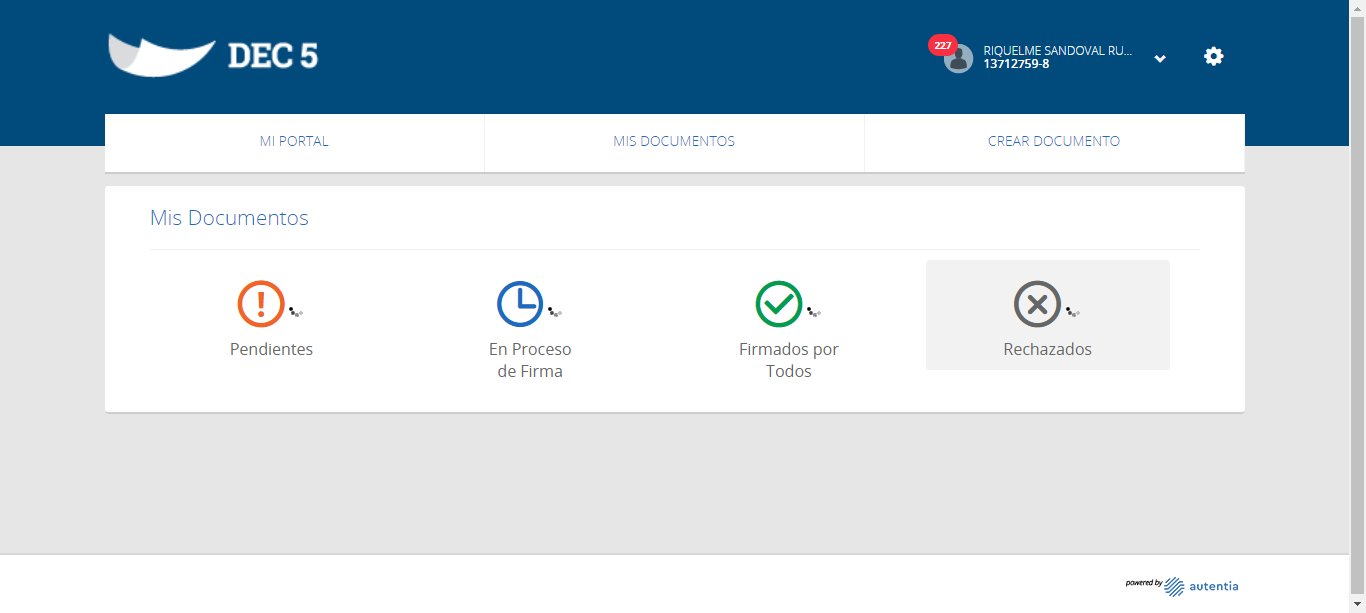 DEC 5
227
RIQUELME SANDOVAL RU...
13712759-8
MI PORTAL
MIS DOCUMENTOS
CREAR DOCUMENTO
Mis Documentos
Pendientes
En Proceso
de Firma
Firmados por
Todos
Rechazados
powered by
autentia